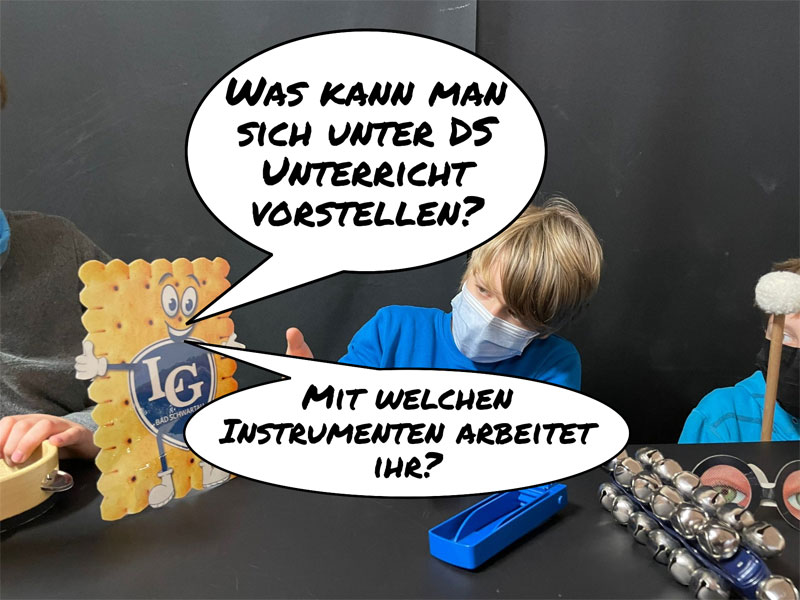 WAS KANN MAN
SICH UNTER DS
UNTERRICHT
VORSTELLEN?
LG
BAD SCHWARTAU
MIT WELCHEN
INSTRUMENTEN ARBEITET
IHR?